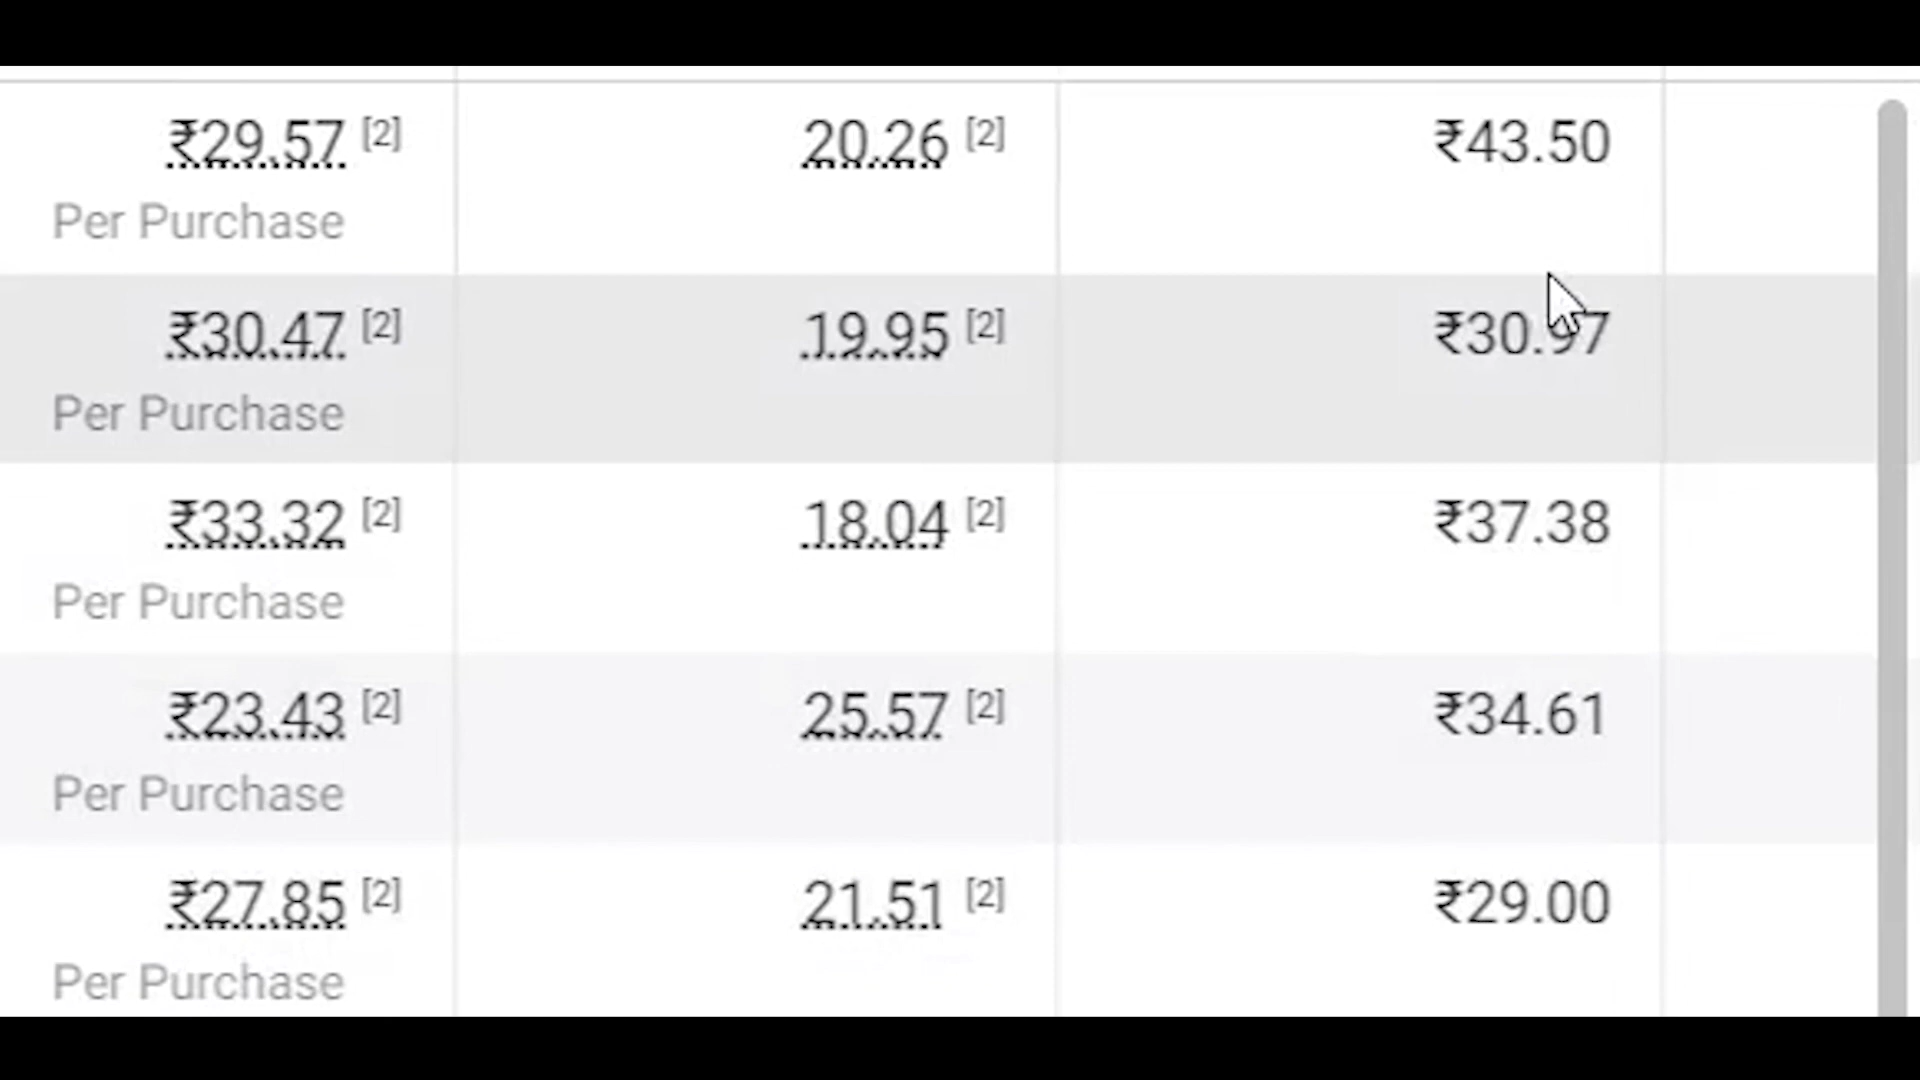 ₹29.57 [2] 20.26 [2] ₹43.50
Per Purchase
₹30.47 [2] 19.95 [2] ₹30.97
Per Purchase
₹33.32 [2] 18.04 [2] ₹37.38
Per Purchase
₹23.43 [2] 25.57 [2] ₹34.61
Per Purchase
₹27.85 [2] 21.51 [2] ₹29.00
Per Purchase